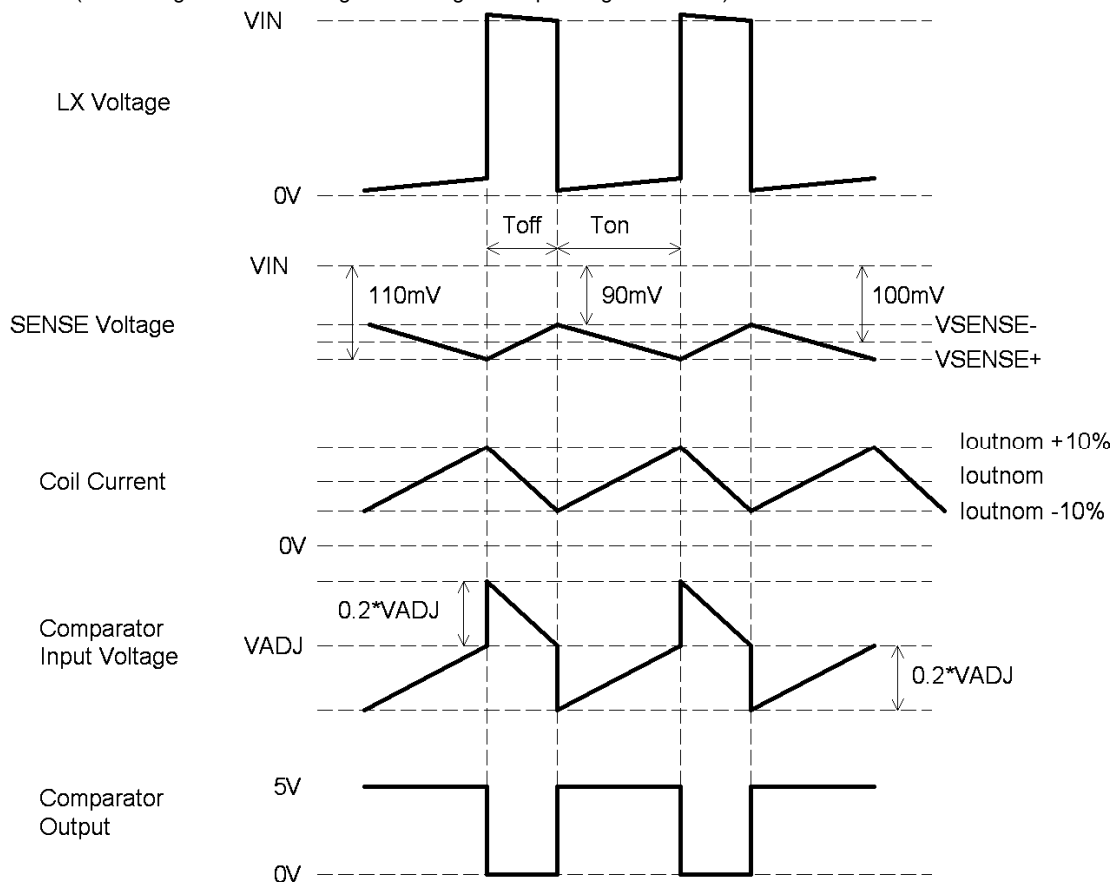 VIN
LX Voltage
0V
Toff
Ton
VIN
110mV
90mV
100mV
SENSE Voltage
VSENSE-
VSENSE+
Ioutnom +10%
Coil Current
Ioutnom
Ioutnom -10%
0V
0.2*VADJ
Comparator
Input Voltage
VADJ
0.2*VADJ
5V
Comparator
Output
0V